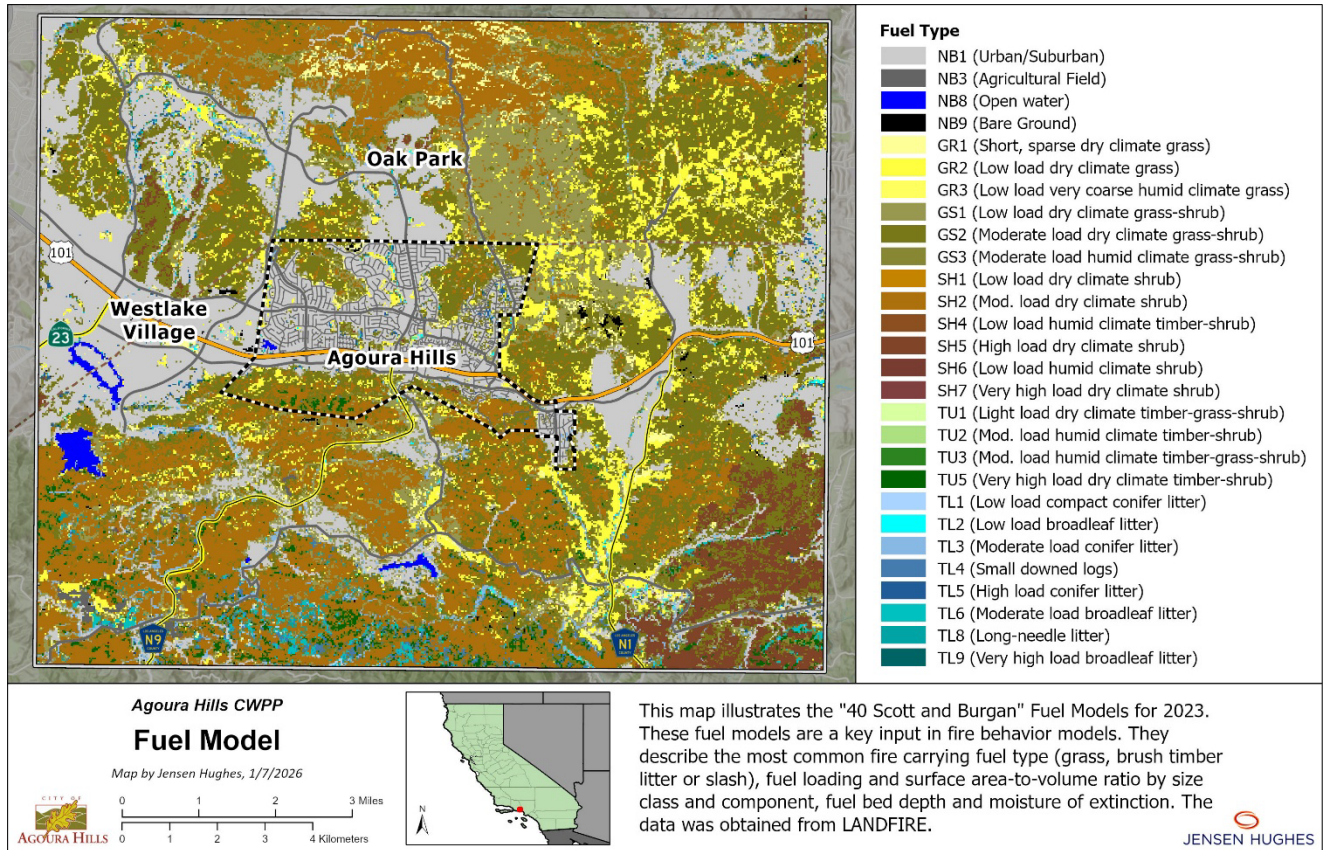 Oak Park
101
Westlake
Village
23
Agoura Hills
101
LOS ANGELES
N9
COUNTY
LOS ANGELES
N1
COUNTY
Fuel Type
NB1 (Urban/Suburban)
NB3 (Agricultural Field)
NB8 (Open water)
NB9 (Bare Ground)
GR1 (Short, sparse dry climate grass)
GR2 (Low load dry climate grass)
GR3 (Low load very coarse humid climate grass)
GS1 (Low load dry climate grass-shrub)
GS2 (Moderate load dry climate grass-shrub)
GS3 (Moderate load humid climate grass-shrub)
SH1 (Low load dry climate shrub)
SH2 (Mod. load dry climate shrub)
SH4 (Low load humid climate timber-shrub)
SH5 (High load dry climate shrub)
SH6 (Low load humid climate shrub)
SH7 (Very high load dry climate shrub)
TU1 (Light load dry climate timber-grass-shrub)
TU2 (Mod. load humid climate timber-shrub)
TU3 (Mod. load humid climate timber-grass-shrub)
TU5 (Very high load dry climate timber-shrub)
TL1 (Low load compact conifer litter)
TL2 (Low load broadleaf litter)
TL3 (Moderate load conifer litter)
TL4 (Small downed logs)
TL5 (High load conifer litter)
TL6 (Moderate load broadleaf litter)
TL8 (Long-needle litter)
TL9 (Very high load broadleaf litter)
Agoura Hills CWPP
Fuel Model
Map by Jensen Hughes, 1/7/2026
CITY OF
AGOURA HILLS
0 1 2 3 Miles
0 1 2 3 4 Kilometers
N
This map illustrates the "40 Scott and Burgan" Fuel Models for 2023.
These fuel models are a key input in fire behavior models. They
describe the most common fire carrying fuel type (grass, brush timber
litter or slash), fuel loading and surface area-to-volume ratio by size
class and component, fuel bed depth and moisture of extinction. The
data was obtained from LANDFIRE.
JENSEN HUGHES